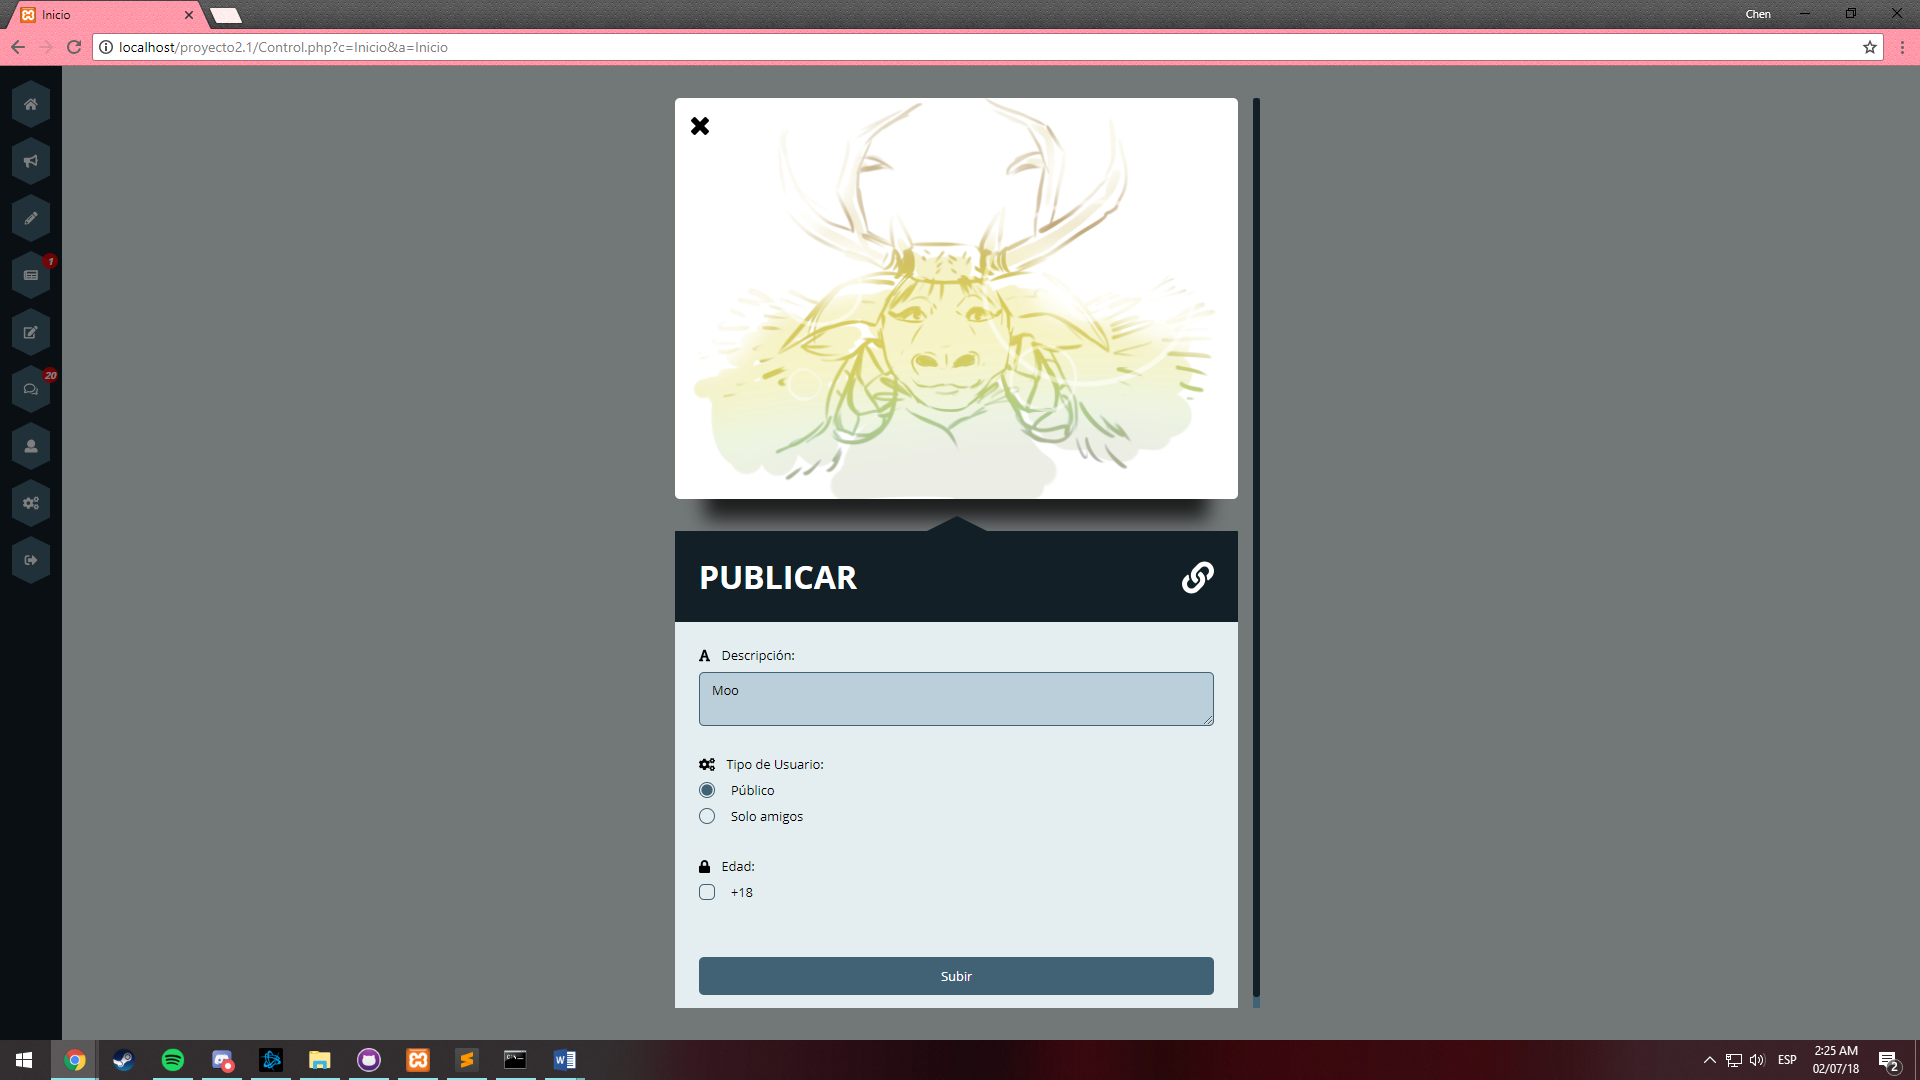 Inicio
Chen
localhost/proyecto2.1/Control.php?c=Inicio&a=Inicio
1
20
PUBLICAR
A Descripción:
Moo
Tipo de Usuario:
Público
Solo amigos
Edad:
+18
Subir
ESP
2:25 AM
02/07/18
2